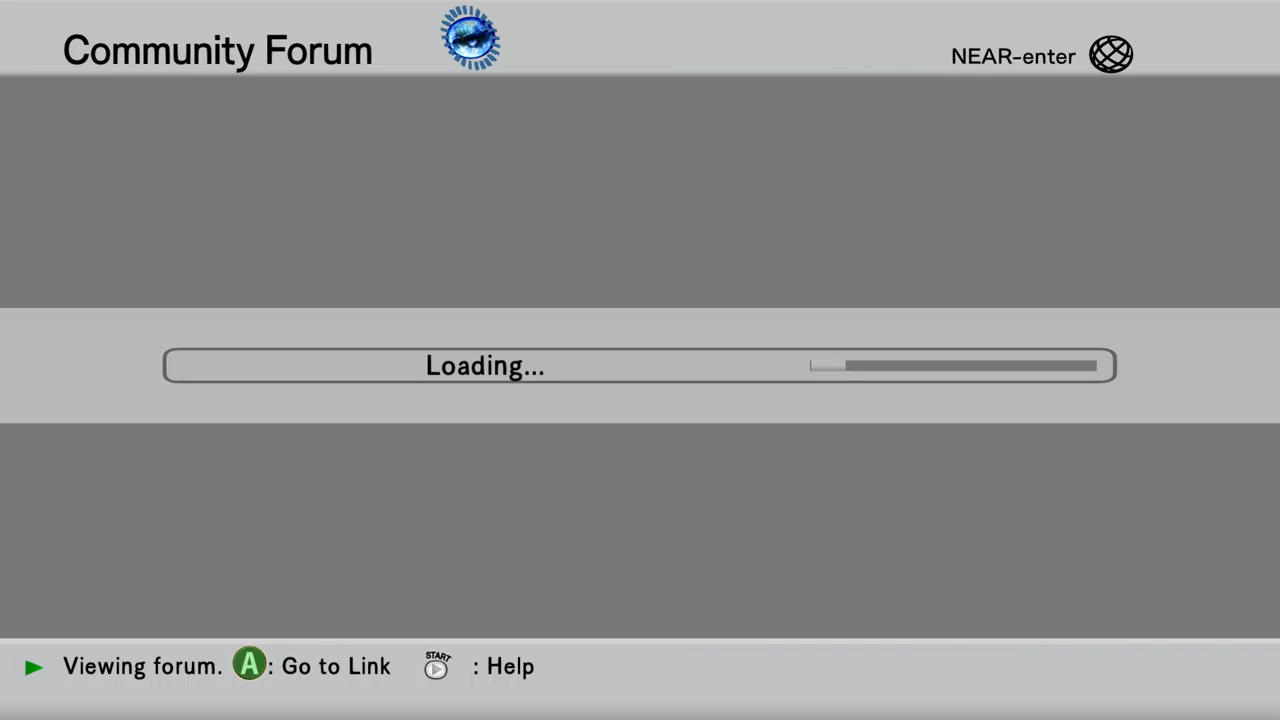 Community Forum
NEAR-enter
Loading...
Viewing forum. A : Go to Link START : Help